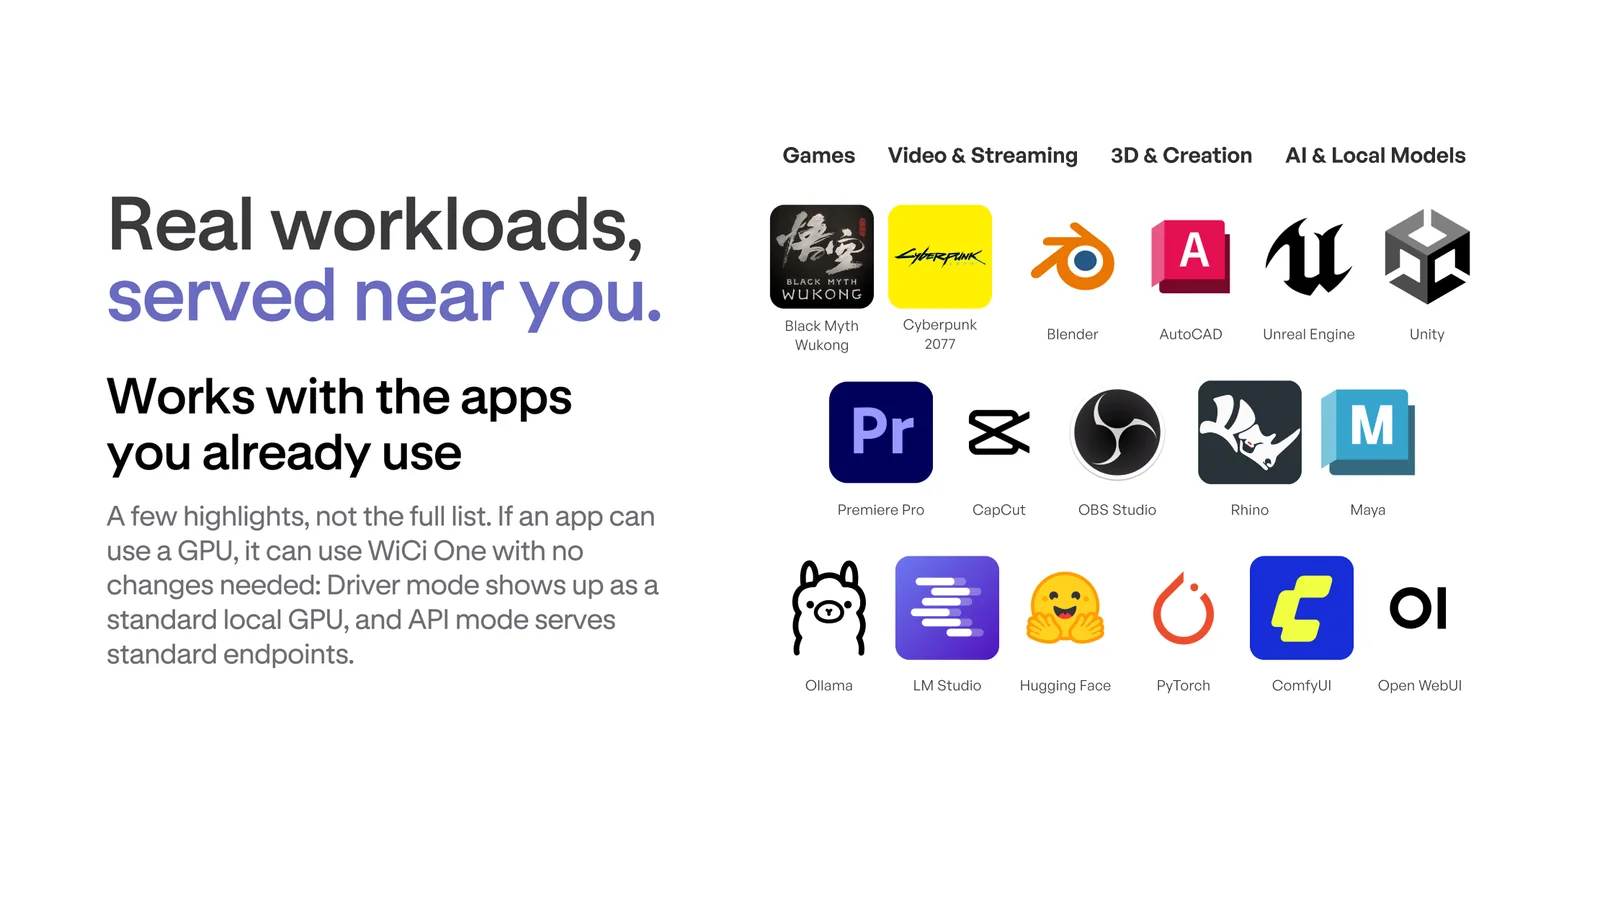 Real workloads,
served near you.
Works with the apps
you already use
A few highlights, not the full list. If an app can
use a GPU, it can use WiCi One with no
changes needed: Driver mode shows up as a
standard local GPU, and API mode serves
standard endpoints.
Games
Video & Streaming
3D & Creation
AI & Local Models
悟空
BLACK MYTH
WUKONG
Black Myth
Wukong
CYBERPUNK
Cyberpunk
2077
Blender
A
AutoCAD
Unreal Engine
Unity
Pr
Premiere Pro
CapCut
OBS Studio
Rhino
M
Maya
Ollama
LM Studio
Hugging Face
PyTorch
ComfyUI
OI
Open WebUI